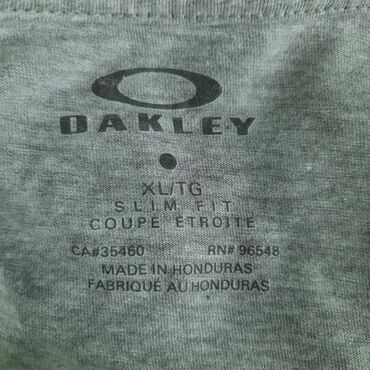 OAKLEY
XL/TG
SLIM FIT
COUPE ETROITE
CA#35460 RN# 96548
MADE IN HONDURAS
FABRIQUÉ AU HONDURAS